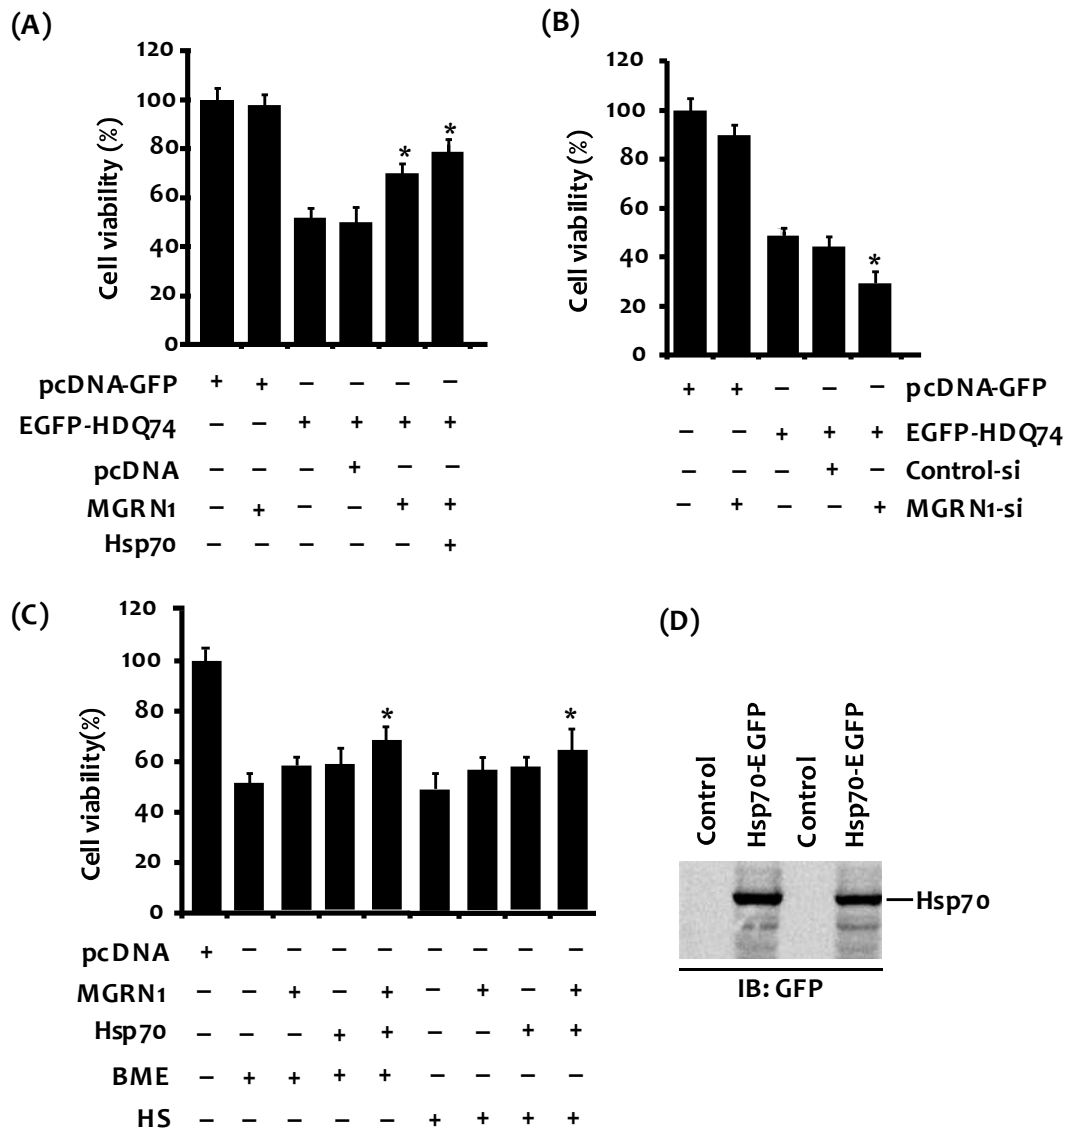 (A)
120
100
80
60
40
20
0
Cell viability (%)
* *
pcDNA-GFP + + – – – –
EGFP-HDQ74 – – + + + +
pcDNA – – – + – –
MGRN1 – + – – + +
Hsp70 – – – – – +
(B)
120
100
80
60
40
20
0
Cell viability (%)
*
+ + – – – pcDNA-GFP
– – + + + EGFP-HDQ74
– – – + – Control-si
– + – – + MGRN1-si
(C)
120
100
80
60
40
20
0
Cell viability(%)
* *
pcDNA + – – – – – – – –
MGRN1 – – + – + – + – +
Hsp70 – – – + + – – + +
BME – + + + + – – – –
HS – – – – – + + + +
(D)
Control
Hsp70-EGFP
Control
Hsp70-EGFP
Hsp70
IB: GFP